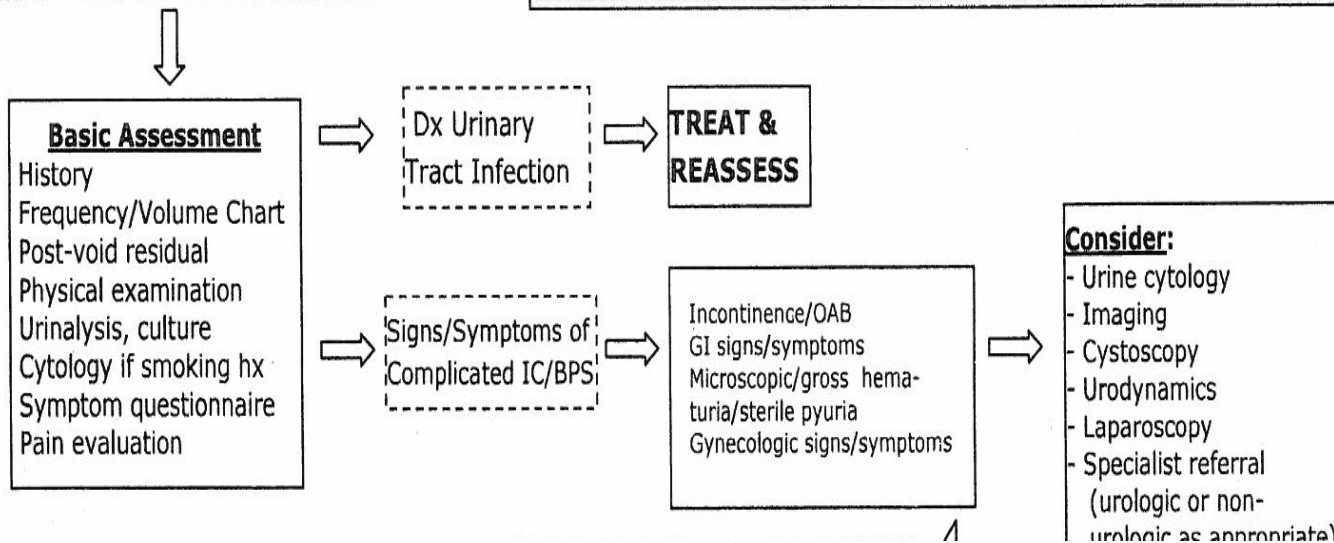 Basic Assessment
History
Frequency/Volume Chart
Post-void residual
Physical examination
Urinalysis, culture
Cytology if smoking hx
Symptom questionnaire
Pain evaluation
Dx Urinary
Tract Infection
TREAT &
REASSESS
Signs/Symptoms of
Complicated IC/BPS
Incontinence/OAB
GI signs/symptoms
Microscopic/gross hema-
turia/sterile pyuria
Gynecologic signs/symptoms
Consider:
- Urine cytology
- Imaging
- Cystoscopy
- Urodynamics
- Laparoscopy
- Specialist referral
(urologic or non-
urologic as appropriate)